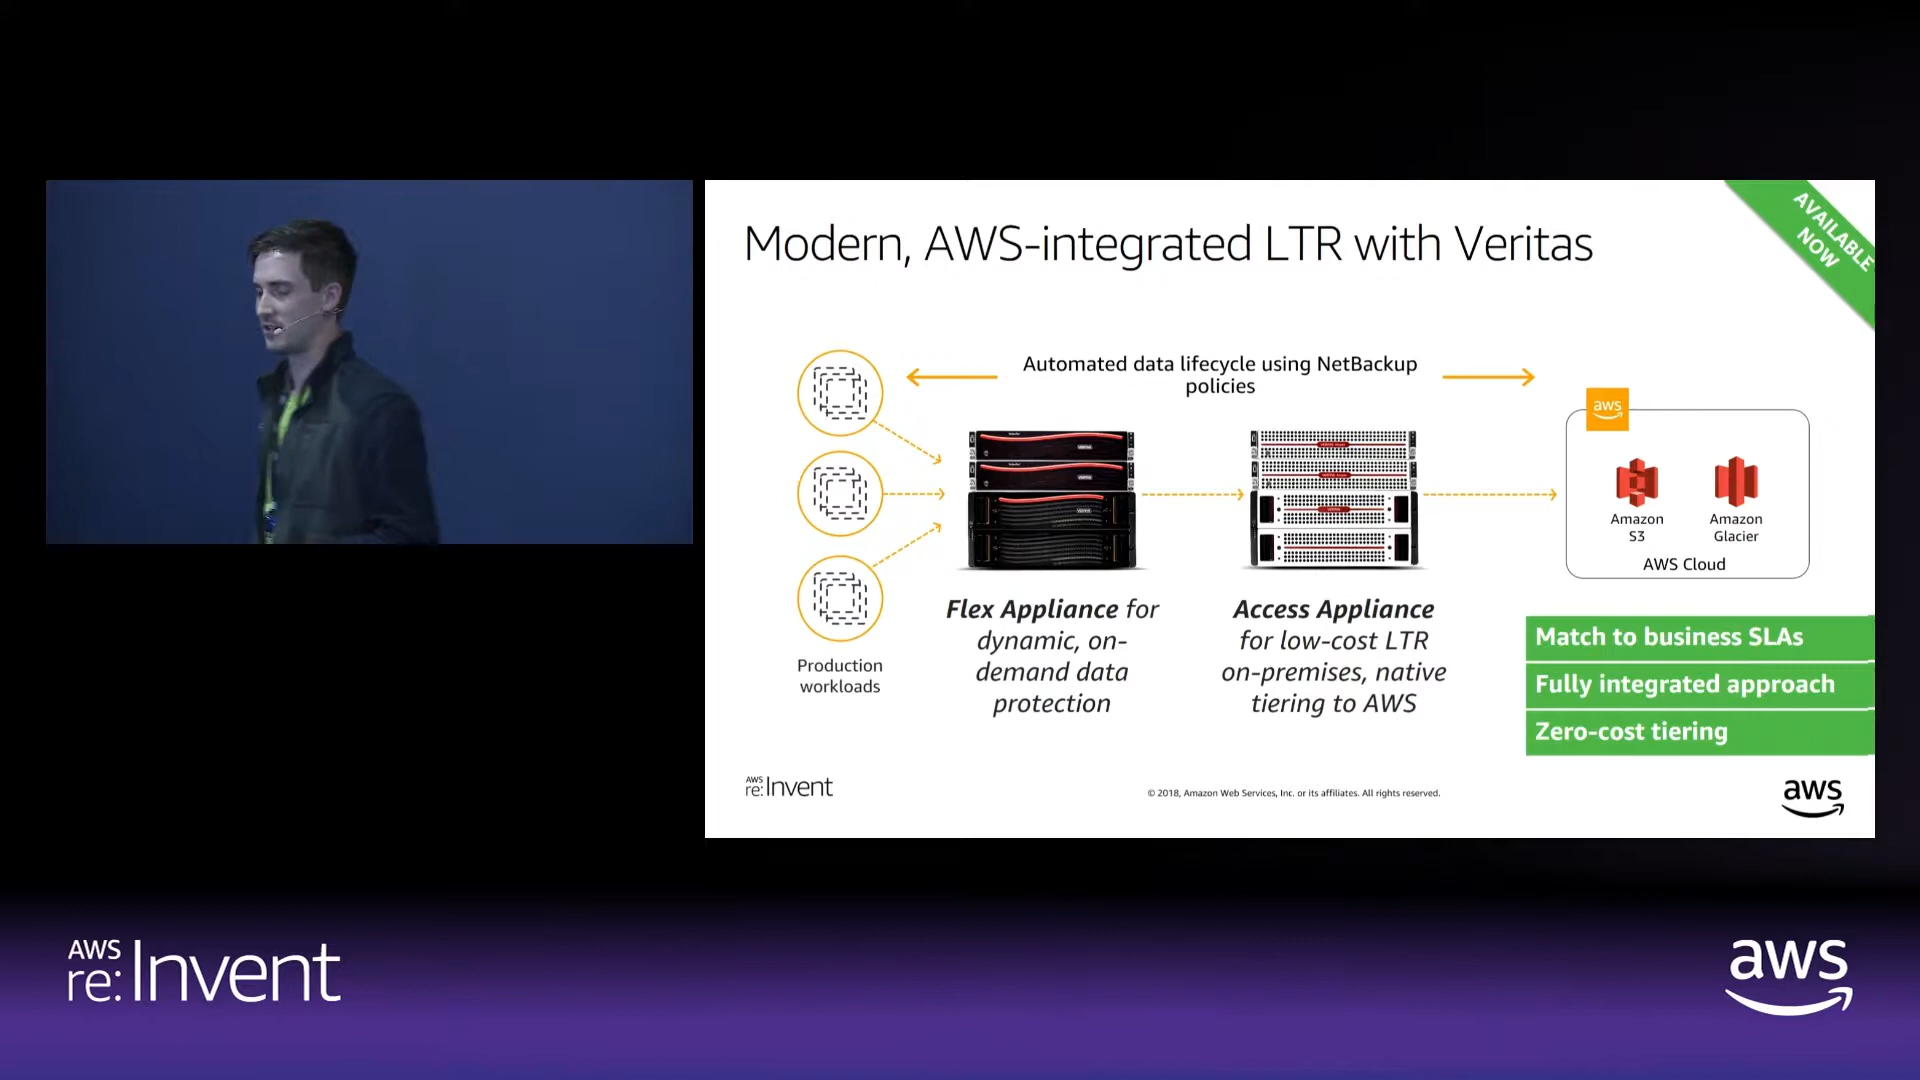 Modern, AWS-integrated LTR with Veritas
AVAILABLE
NOW
Automated data lifecycle using NetBackup
policies
aws
Amazon
S3
Amazon
Glacier
AWS Cloud
Production
workloads
Flex Appliance for
dynamic, on-
demand data
protection
Access Appliance
for low-cost LTR
on-premises, native
tiering to AWS
Match to business SLAs
Fully integrated approach
Zero-cost tiering
AWS
re:Invent
© 2018, Amazon Web Services, Inc. or its affiliates. All rights reserved.
aws
AWS
re:Invent
aws